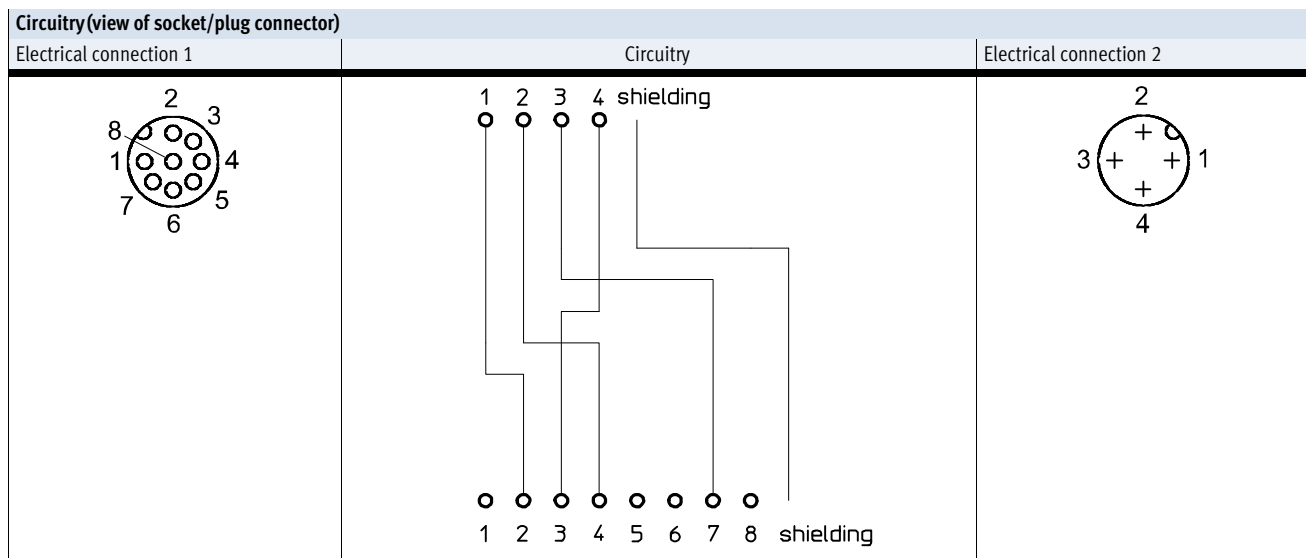 Circuitry (view of socket/plug connector)
Electrical connection 1 Circuitry Electrical connection 2
2
3
8
1 4
7 5
6
1 2 3 4 shielding
1 2 3 4 5 6 7 8 shielding
2
3 1
4